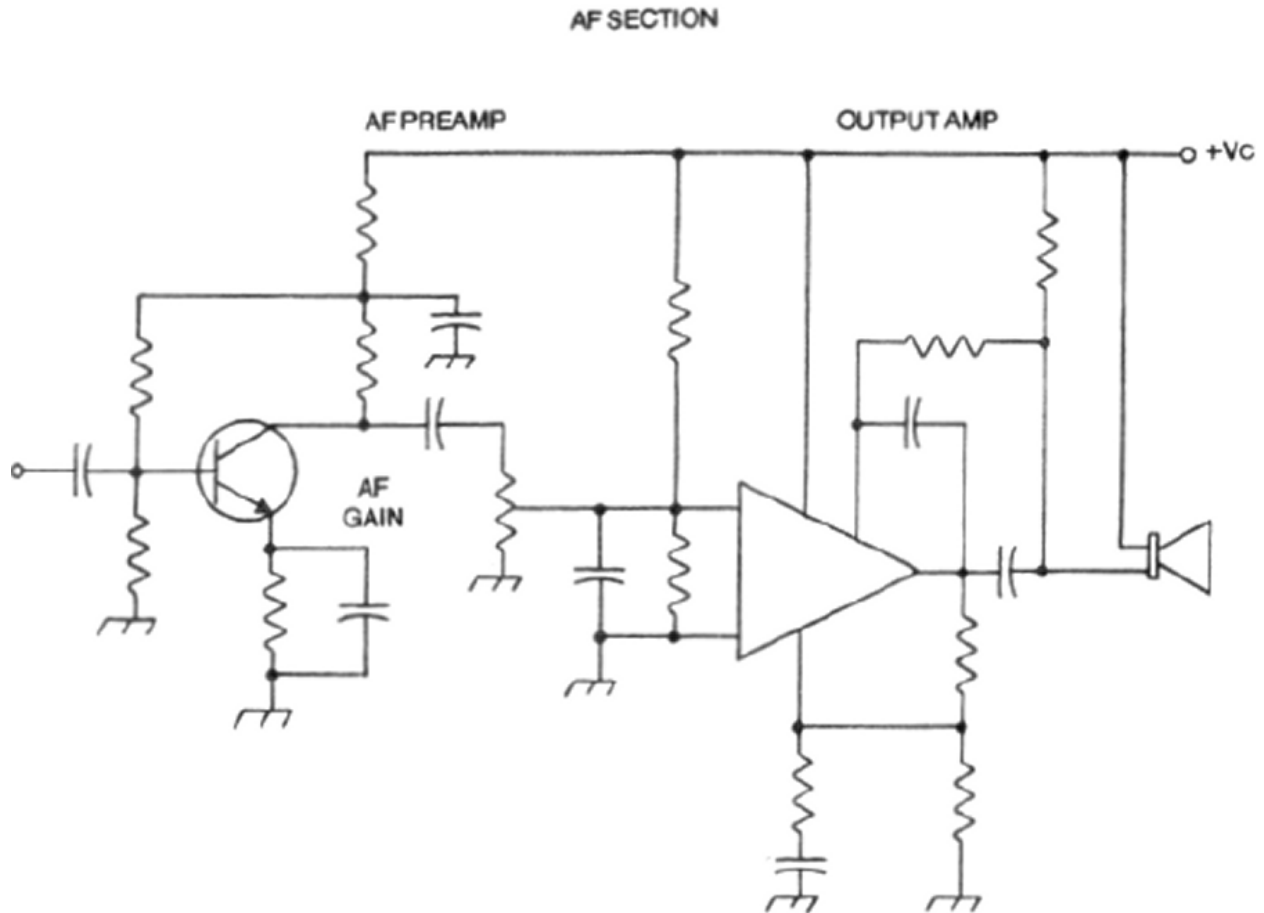 AF SECTION
AF PREAMP
OUTPUT AMP
+Vc
AF
GAIN